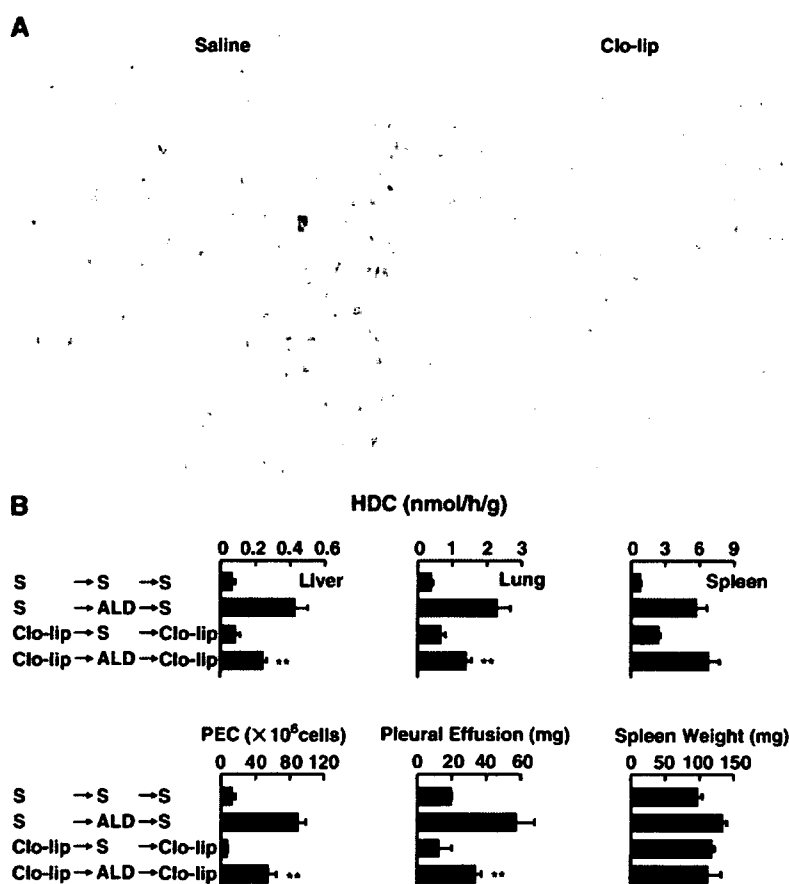 A
Saline
Clo-lip
B
HDC (nmol/h/g)
0 0.2 0.4 0.6
0 1 2 3
0 3 6 9
Liver
Lung
Spleen
S → S → S
S → ALD → S
Clo-lip → S → Clo-lip
Clo-lip → ALD → Clo-lip
**
**
PEC (× 10⁶cells)
Pleural Effusion (mg)
Spleen Weight (mg)
0 40 80 120
0 20 40 60
0 50 100 150
S → S → S
S → ALD → S
Clo-lip → S → Clo-lip
Clo-lip → ALD → Clo-lip
**
**